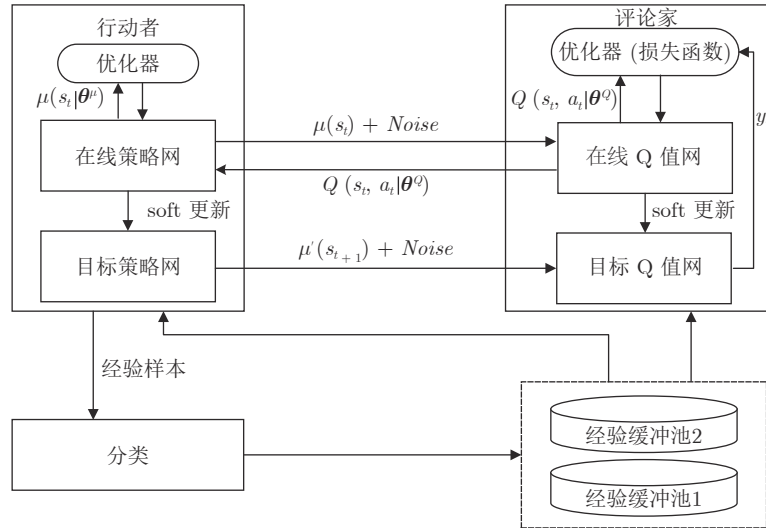 行动者
评论家
优化器
优化器 (损失函数)
μ(s_t|θ^μ)
Q (s_t, a_t|θ^Q)
y
μ(s_t) + Noise
在线策略网
在线 Q 值网
Q (s_t, a_t|θ^Q)
soft 更新
soft 更新
μ′(s_{t+1}) + Noise
目标策略网
目标 Q 值网
经验样本
分类
经验缓冲池2
经验缓冲池1